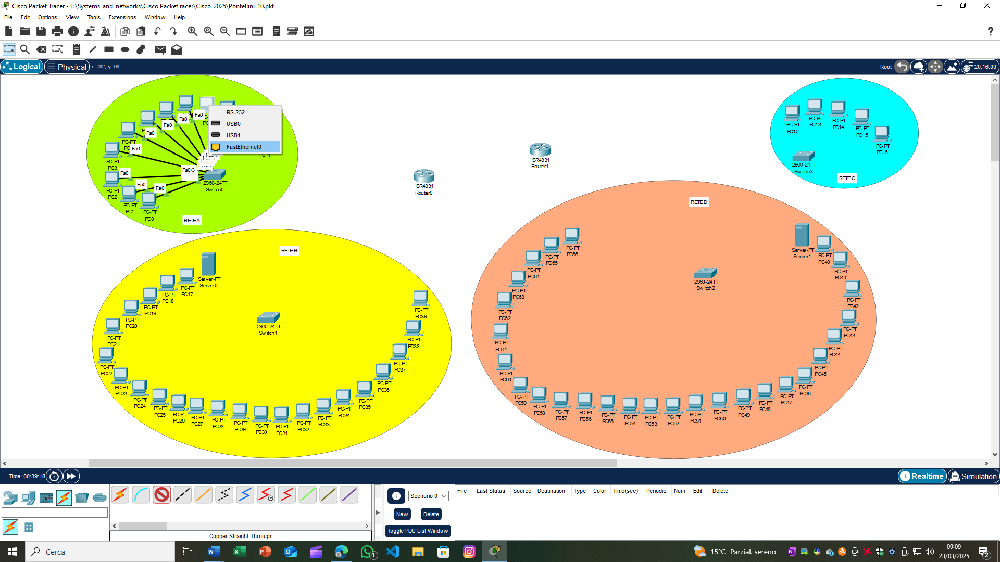 Cisco Packet Tracer - F:\Systems_and_networks\Cisco Packet racer\Cisco_2025\Pontellini_10.pkt
File Edit Options View Tools Extensions Window Help
Logical Physical x: 782, y: 66
Root 20:16:00
RS 232
USB0
USB1
FastEthernet0
Fa0
Fa0
Fa0
Fa0
Fa0
Fa0
Fa0
Fa0
Fa0/3
PC-PT
PC3
PC-PT
PC2
PC-PT
PC1
PC-PT
PC0
PC11
2960-24TT
Switch0
RETE A
ISR4331
Router0
ISR4331
Router1
PC-PT
PC12
PC-PT
PC13
PC-PT
PC14
PC-PT
PC15
PC-PT
PC16
2960-24TT
Switch3
RETE C
RETE B
Server-PT
Server0
PC-PT
PC17
PC-PT
PC18
PC-PT
PC19
PC-PT
PC20
PC-PT
PC21
PC-PT
PC22
PC-PT
PC23
PC-PT
PC24
PC-PT
PC25
PC-PT
PC26
PC-PT
PC27
PC-PT
PC28
PC-PT
PC29
PC-PT
PC30
PC-PT
PC31
PC-PT
PC32
PC-PT
PC33
PC-PT
PC34
PC-PT
PC35
PC-PT
PC36
PC-PT
PC37
PC-PT
PC38
PC-PT
PC39
2960-24TT
Switch1
RETE D
Server-PT
Server1
PC-PT
PC40
PC-PT
PC41
PC-PT
PC42
PC-PT
PC43
PC-PT
PC44
PC-PT
PC45
PC-PT
PC46
PC-PT
PC47
PC-PT
PC48
PC-PT
PC49
PC-PT
PC50
PC-PT
PC51
PC-PT
PC52
PC-PT
PC53
PC-PT
PC54
PC-PT
PC55
PC-PT
PC56
PC-PT
PC57
PC-PT
PC58
PC-PT
PC59
PC-PT
PC60
PC-PT
PC61
PC-PT
PC62
PC-PT
PC63
PC-PT
PC64
PC-PT
PC65
PC-PT
PC66
2960-24TT
Switch2
Time: 00:39:18
Realtime Simulation
Scenario 0
New Delete
Toggle PDU List Window
Fire Last Status Source Destination Type Color Time(sec) Periodic Num Edit Delete
Copper Straight-Through
Cerca
15°C Parzial. sereno
09:09
23/03/2025